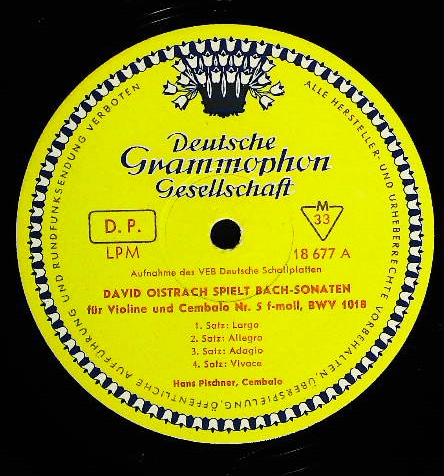 ALLE HERSTELLER- UND URHEBERRECHTE VORBEHALTEN, ÜBERSPIELUNG, ÖFFENTLICHE AUFFÜHRUNG UND RUNDFUNKSENDUNG VERBOTEN
Deutsche
Grammophon
Gesellschaft
D. P.
LPM
M
33
18 677 A
Aufnahme des VEB Deutsche Schallplatten
DAVID OISTRACH SPIELT BACH-SONATEN
für Violine und Cembalo Nr. 5 f-moll, BWV 1018
1. Satz: Largo
2. Satz: Allegro
3. Satz: Adagio
4. Satz: Vivace
Hans Pischner, Cembalo